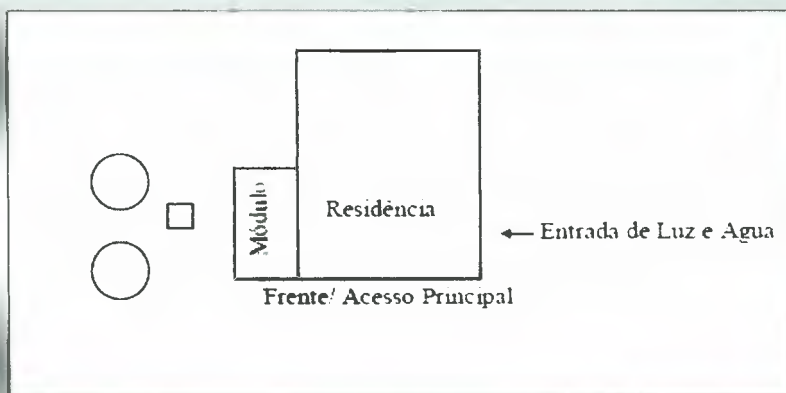 Módulo
Residência
Entrada de Luz e Agua
Frente/ Acesso Principal